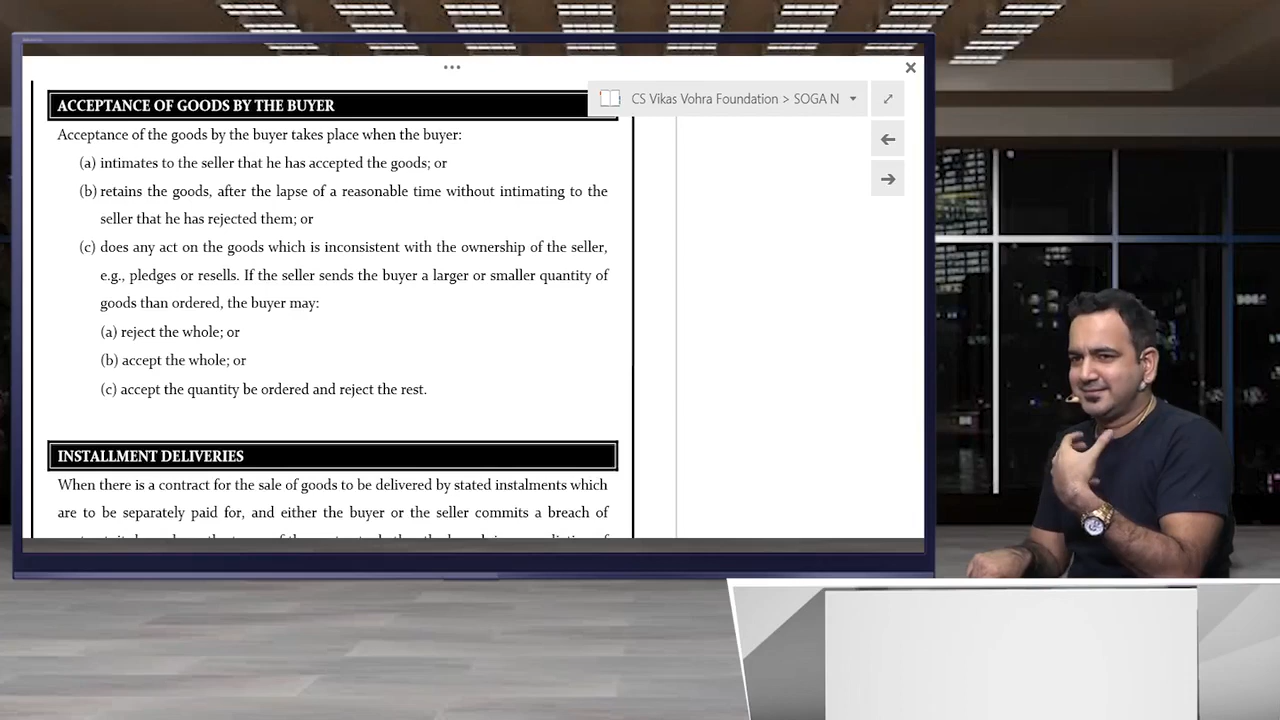 ACCEPTANCE OF GOODS BY THE BUYER
CS Vikas Vohra Foundation > SOGA N
Acceptance of the goods by the buyer takes place when the buyer:
(a) intimates to the seller that he has accepted the goods; or
(b) retains the goods, after the lapse of a reasonable time without intimating to the
seller that he has rejected them; or
(c) does any act on the goods which is inconsistent with the ownership of the seller,
e.g., pledges or resells. If the seller sends the buyer a larger or smaller quantity of
goods than ordered, the buyer may:
(a) reject the whole; or
(b) accept the whole; or
(c) accept the quantity be ordered and reject the rest.
INSTALLMENT DELIVERIES
When there is a contract for the sale of goods to be delivered by stated instalments which
are to be separately paid for, and either the buyer or the seller commits a breach of